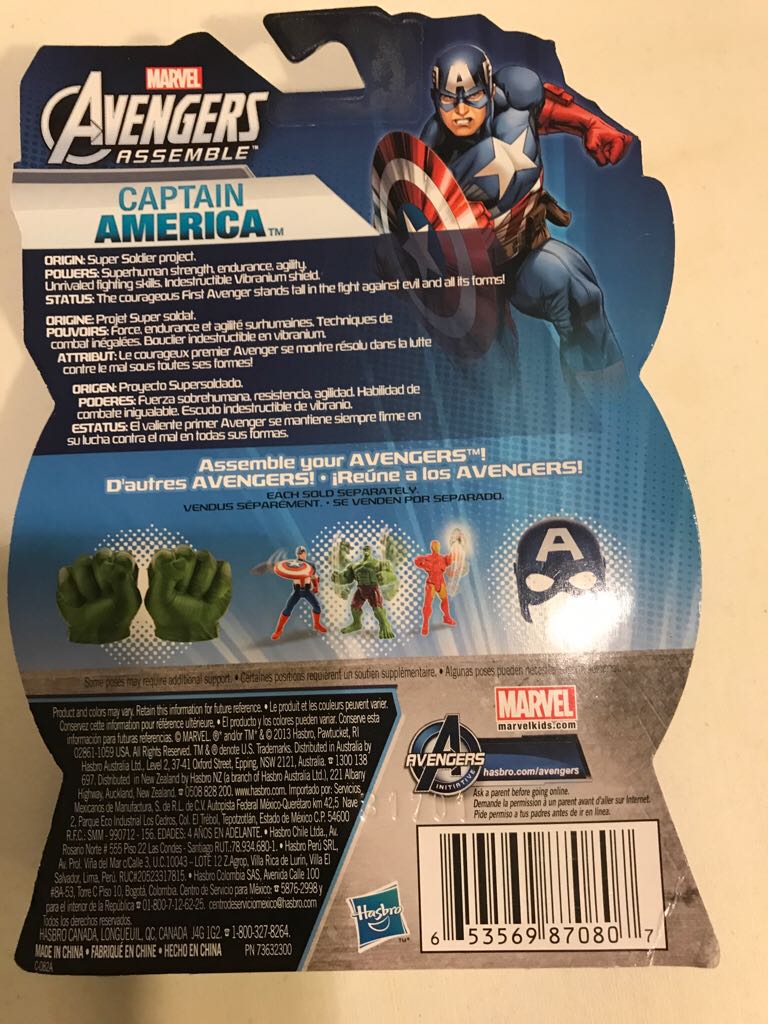 MARVEL
AVENGERS
ASSEMBLE™
CAPTAIN
AMERICA™
ORIGIN: Super Soldier project.
POWERS: Superhuman strength, endurance, agility.
Unrivaled fighting skills. Indestructible Vibranium shield.
STATUS: The courageous First Avenger stands tall in the fight against evil and all its forms!
ORIGINE: Projet Super soldat.
POUVOIRS: Force, endurance et agilité surhumaines. Techniques de
combat inégalées. Bouclier indestructible en vibranium.
ATTRIBUT: Le courageux premier Avenger se montre résolu dans la lutte
contre le mal sous toutes ses formes!
ORIGEN: Proyecto Supersoldado.
PODERES: Fuerza sobrehumana, resistencia, agilidad. Habilidad de
combate inigualable. Escudo indestructible de vibranio.
ESTATUS: El valiente primer Avenger se mantiene siempre firme en
su lucha contra el mal en todas sus formas.
Assemble your AVENGERS™!
D'autres AVENGERS! • ¡Reúne a los AVENGERS!
EACH SOLD SEPARATELY.
VENDUS SÉPARÉMENT. • SE VENDEN POR SEPARADO.
A
Some poses may require additional support. • Certaines positions requièrent un soutien supplémentaire. • Algunas poses pueden
Product and colors may vary. Retain this information for future reference. • Le produit et les couleurs peuvent varier.
Conservez cette information pour référence ultérieure. • El producto y los colores pueden variar. Conserve esta
información para futuras referencias. © MARVEL. ®* and/or TM* & © 2013 Hasbro, Pawtucket, RI
02861-1059 USA. All Rights Reserved. TM & ® denote U.S. Trademarks. Distributed in Australia by
Hasbro Australia Ltd., Level 2, 37-41 Oxford Street, Epping, NSW 2121, Australia. ☎ 1300 138
697. Distributed in New Zealand by Hasbro NZ (a branch of Hasbro Australia Ltd.), 221 Albany
Highway, Auckland, New Zealand. ☎ 0508 828 200. www.hasbro.com. Importado por: Servicios
Mexicanos de Manufactura, S. de R.L. de C.V. Autopista Federal México-Querétaro km 42,5 Nave
2, Parque Eco Industrial Los Cedros, Col. El Trébol, Tepotzotlán, Estado de México C.P. 54600
R.F.C.: SMM - 990712 - 156. EDADES: 4 AÑOS EN ADELANTE. • Hasbro Chile Ltda., Av.
Rosario Norte # 555 Piso 22 Las Condes - Santiago RUT.:78.934.680-1. • Hasbro Perú SRL,
Av. Prol. Viña del Mar c/Calle 3, U.C.10043 – LOTE 12 Z.Agrop. Villa Rica de Lurín, Villa El
Salvador, Lima, Perú. RUC#20523317815. • Hasbro Colombia SAS, Avenida Calle 100
#8A-53, Torre C Piso 10, Bogotá, Colombia. Centro de Servicio para México: ☎ 5876-2998 y
para el interior de la República ☎ 01-800-7-12-62-25. centrodeserviciomexico@hasbro.com
Todos los derechos reservados.
HASBRO CANADA, LONGUEUIL, QC, CANADA J4G 1G2. ☎ 1-800-327-8264.
MADE IN CHINA • FABRIQUÉ EN CHINE • HECHO EN CHINA PN 73632300
C-082A
MARVEL
marvelkids.com
AVENGERS
INITIATIVE
hasbro.com/avengers
Ask a parent before going online.
Demande la permission à un parent avant d'aller sur Internet.
Pide permiso a tus padres antes de ir en línea.
Hasbro™
6 53569 87080 7